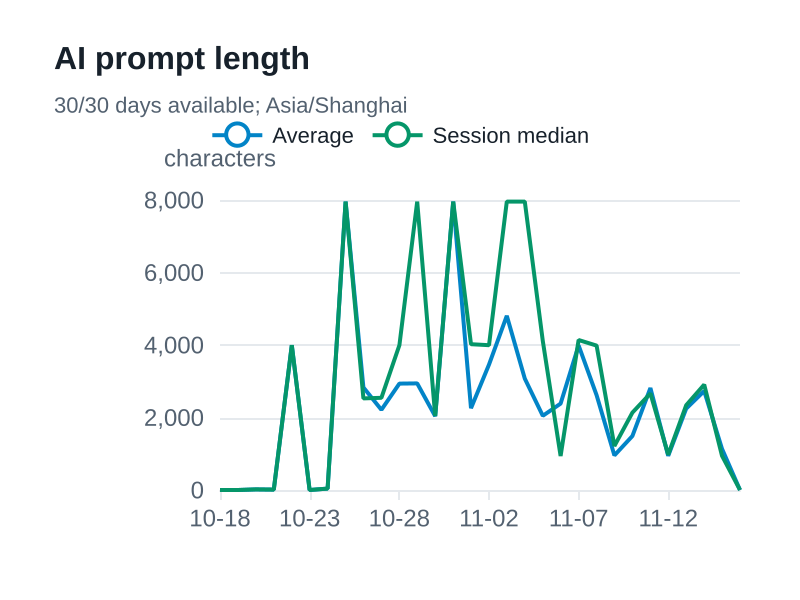 AI prompt length
30/30 days available; Asia/Shanghai
Average Session median
characters
8,000
6,000
4,000
2,000
0
10-18 10-23 10-28 11-02 11-07 11-12